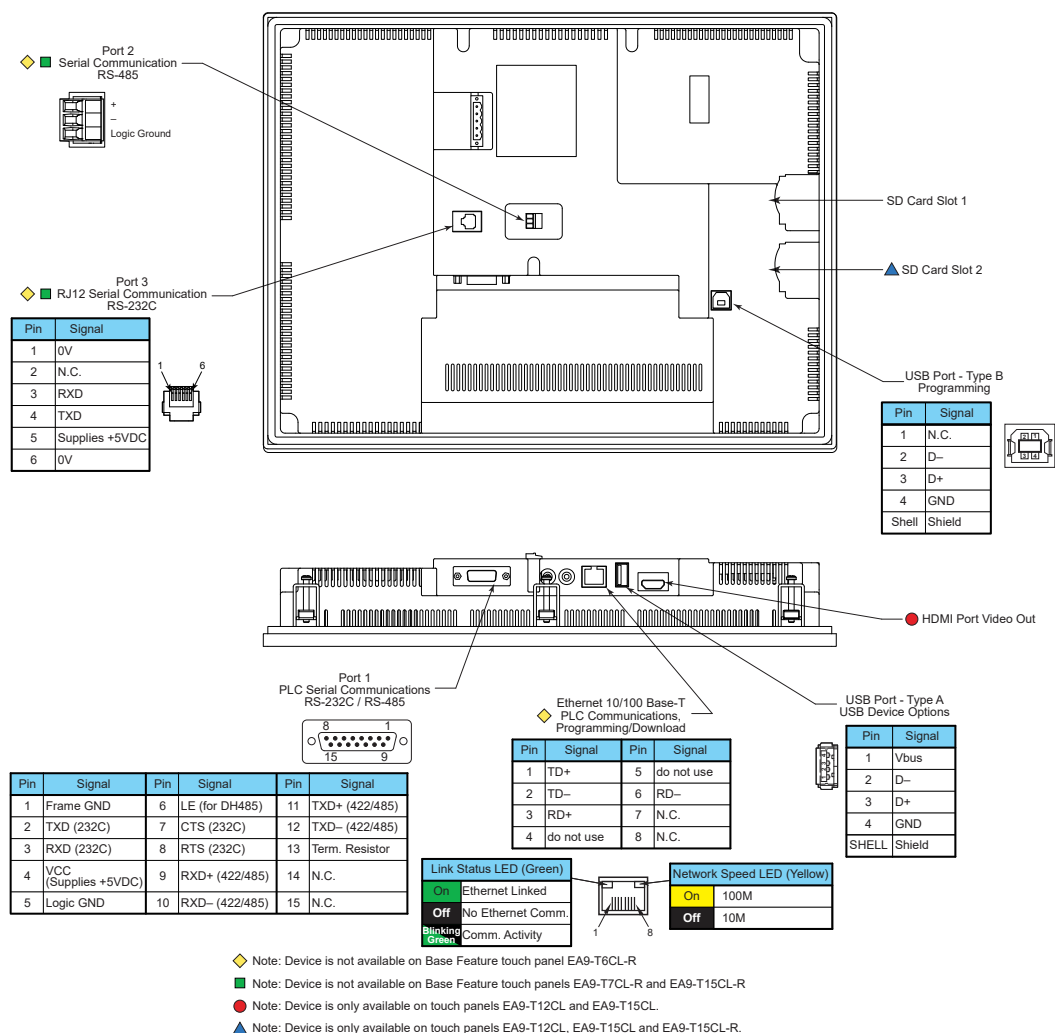 Port 2
Serial Communication
RS-485
+
–
Logic Ground
SD Card Slot 1
SD Card Slot 2
Port 3
RJ12 Serial Communication
RS-232C
Pin Signal
1 0V
2 N.C.
3 RXD
4 TXD
5 Supplies +5VDC
6 0V
1 6
USB Port - Type B
Programming
Pin Signal
1 N.C.
2 D–
3 D+
4 GND
Shell Shield
2 1
3 4
HDMI Port Video Out
Port 1
PLC Serial Communications
RS-232C / RS-485
8 1
15 9
Pin Signal Pin Signal Pin Signal
1 Frame GND 6 LE (for DH485) 11 TXD+ (422/485)
2 TXD (232C) 7 CTS (232C) 12 TXD– (422/485)
3 RXD (232C) 8 RTS (232C) 13 Term. Resistor
4 VCC (Supplies +5VDC) 9 RXD+ (422/485) 14 N.C.
5 Logic GND 10 RXD– (422/485) 15 N.C.
Ethernet 10/100 Base-T
PLC Communications,
Programming/Download
Pin Signal Pin Signal
1 TD+ 5 do not use
2 TD– 6 RD–
3 RD+ 7 N.C.
4 do not use 8 N.C.
USB Port - Type A
USB Device Options
Pin Signal
1 Vbus
2 D–
3 D+
4 GND
SHELL Shield
Link Status LED (Green)
On Ethernet Linked
Off No Ethernet Comm.
Blinking Green Comm. Activity
1 8
Network Speed LED (Yellow)
On 100M
Off 10M
Note: Device is not available on Base Feature touch panel EA9-T6CL-R
Note: Device is not available on Base Feature touch panels EA9-T7CL-R and EA9-T15CL-R
Note: Device is only available on touch panels EA9-T12CL and EA9-T15CL.
Note: Device is only available on touch panels EA9-T12CL, EA9-T15CL and EA9-T15CL-R.